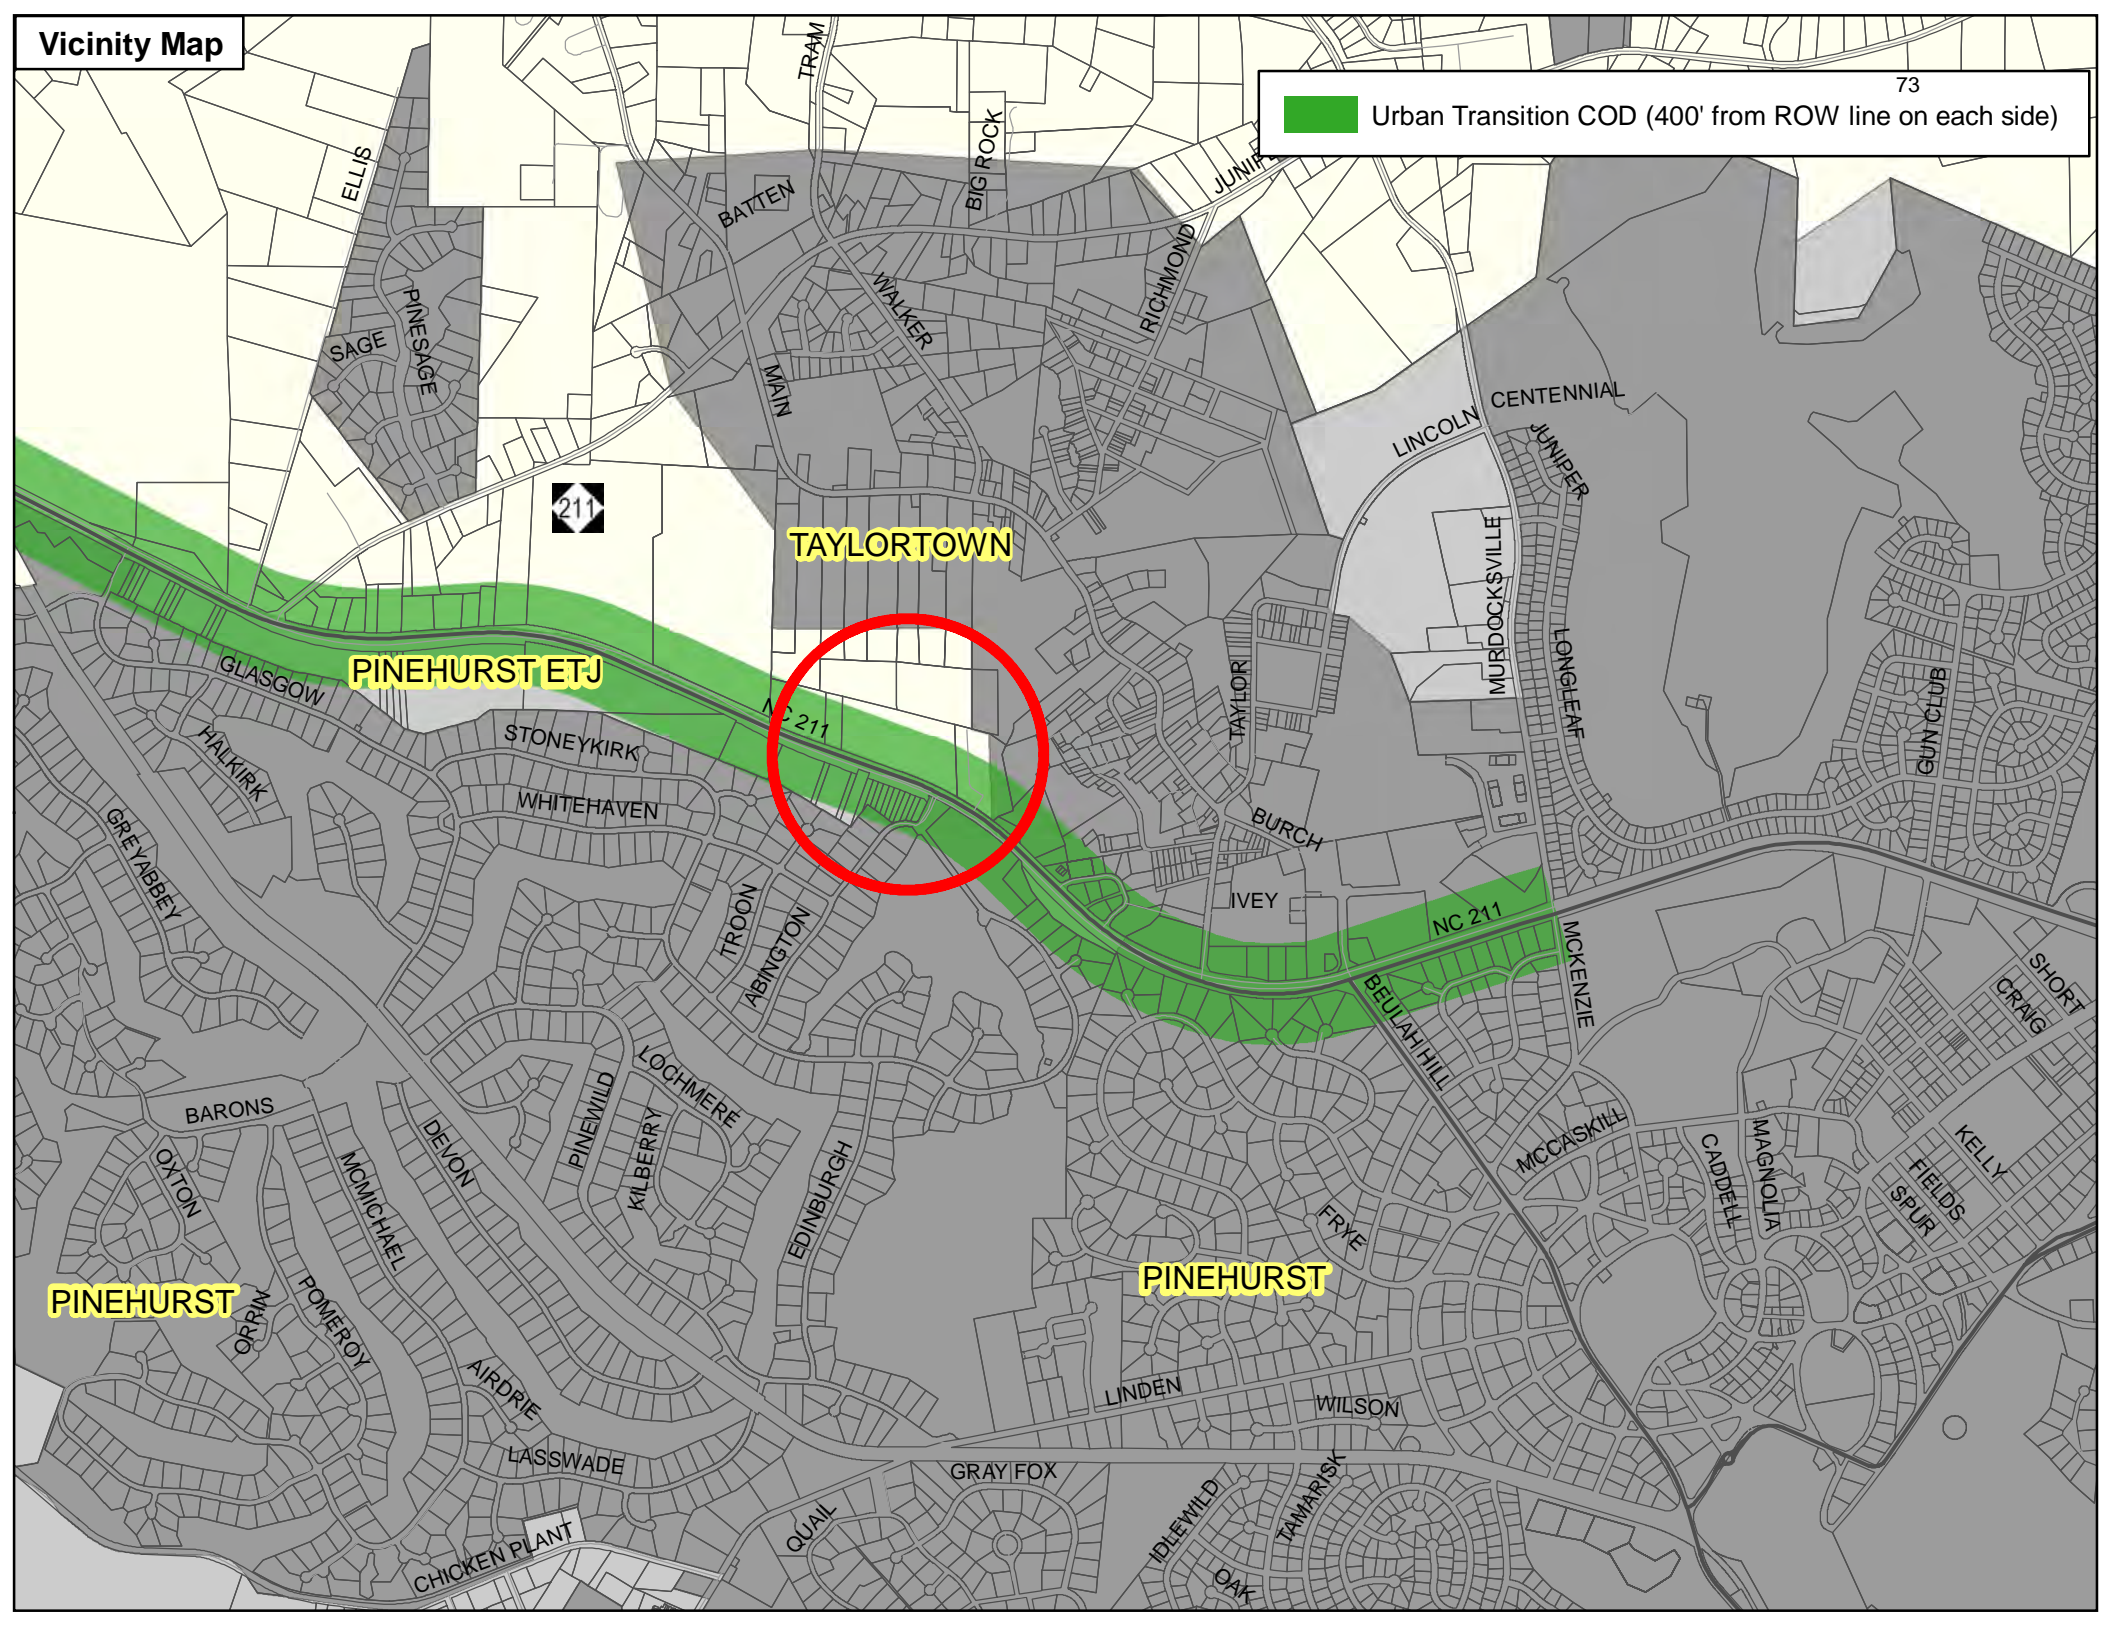 Vicinity Map
73
Urban Transition COD (400' from ROW line on each side)
TRAM
ELLIS
BIG ROCK
BATTEN
RICHMOND
PINESAGE
SAGE
WALKER
MAIN
CENTENNIAL
LINCOLN
JUNIPER
211
TAYLORTOWN
MURDOCKSVILLE
LONGLEAF
PINEHURST ETJ
GLASGOW
TAYLOR
GUN CLUB
NC 211
STONEYKIRK
HALKIRK
WHITEHAVEN
GREYABBEY
BURCH
IVEY
NC 211
TROON
ABINGTON
MCKENZIE
BEULAH HILL
SHORT
CRAIG
LOCHMERE
PINEWILD
KILBERRY
BARONS
DEVON
MCMICHAEL
OXTON
EDINBURGH
MCCASKILL
CADDELL
MAGNOLIA
KELLY
FIELDS
SPUR
FRYE
PINEHURST
PINEHURST
ORRIN
POMEROY
AIRDRIE
LINDEN
WILSON
LASSWADE
GRAY FOX
QUAIL
IDLEWILD
TAMARISK
CHICKEN PLANT
OAK